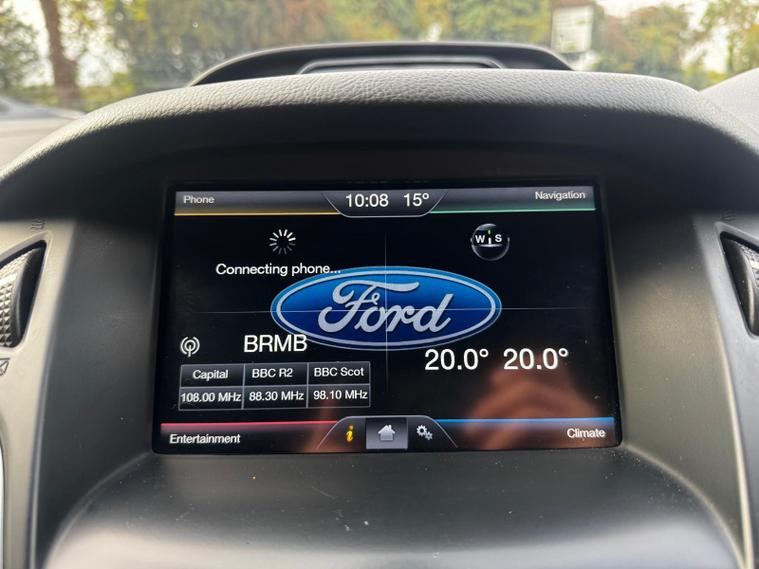 Phone
10:08 15°
Navigation
Connecting phone...
W S
Ford
BRMB
20.0° 20.0°
Capital BBC R2 BBC Scot
108.00 MHz 88.30 MHz 98.10 MHz
Entertainment
i
Climate